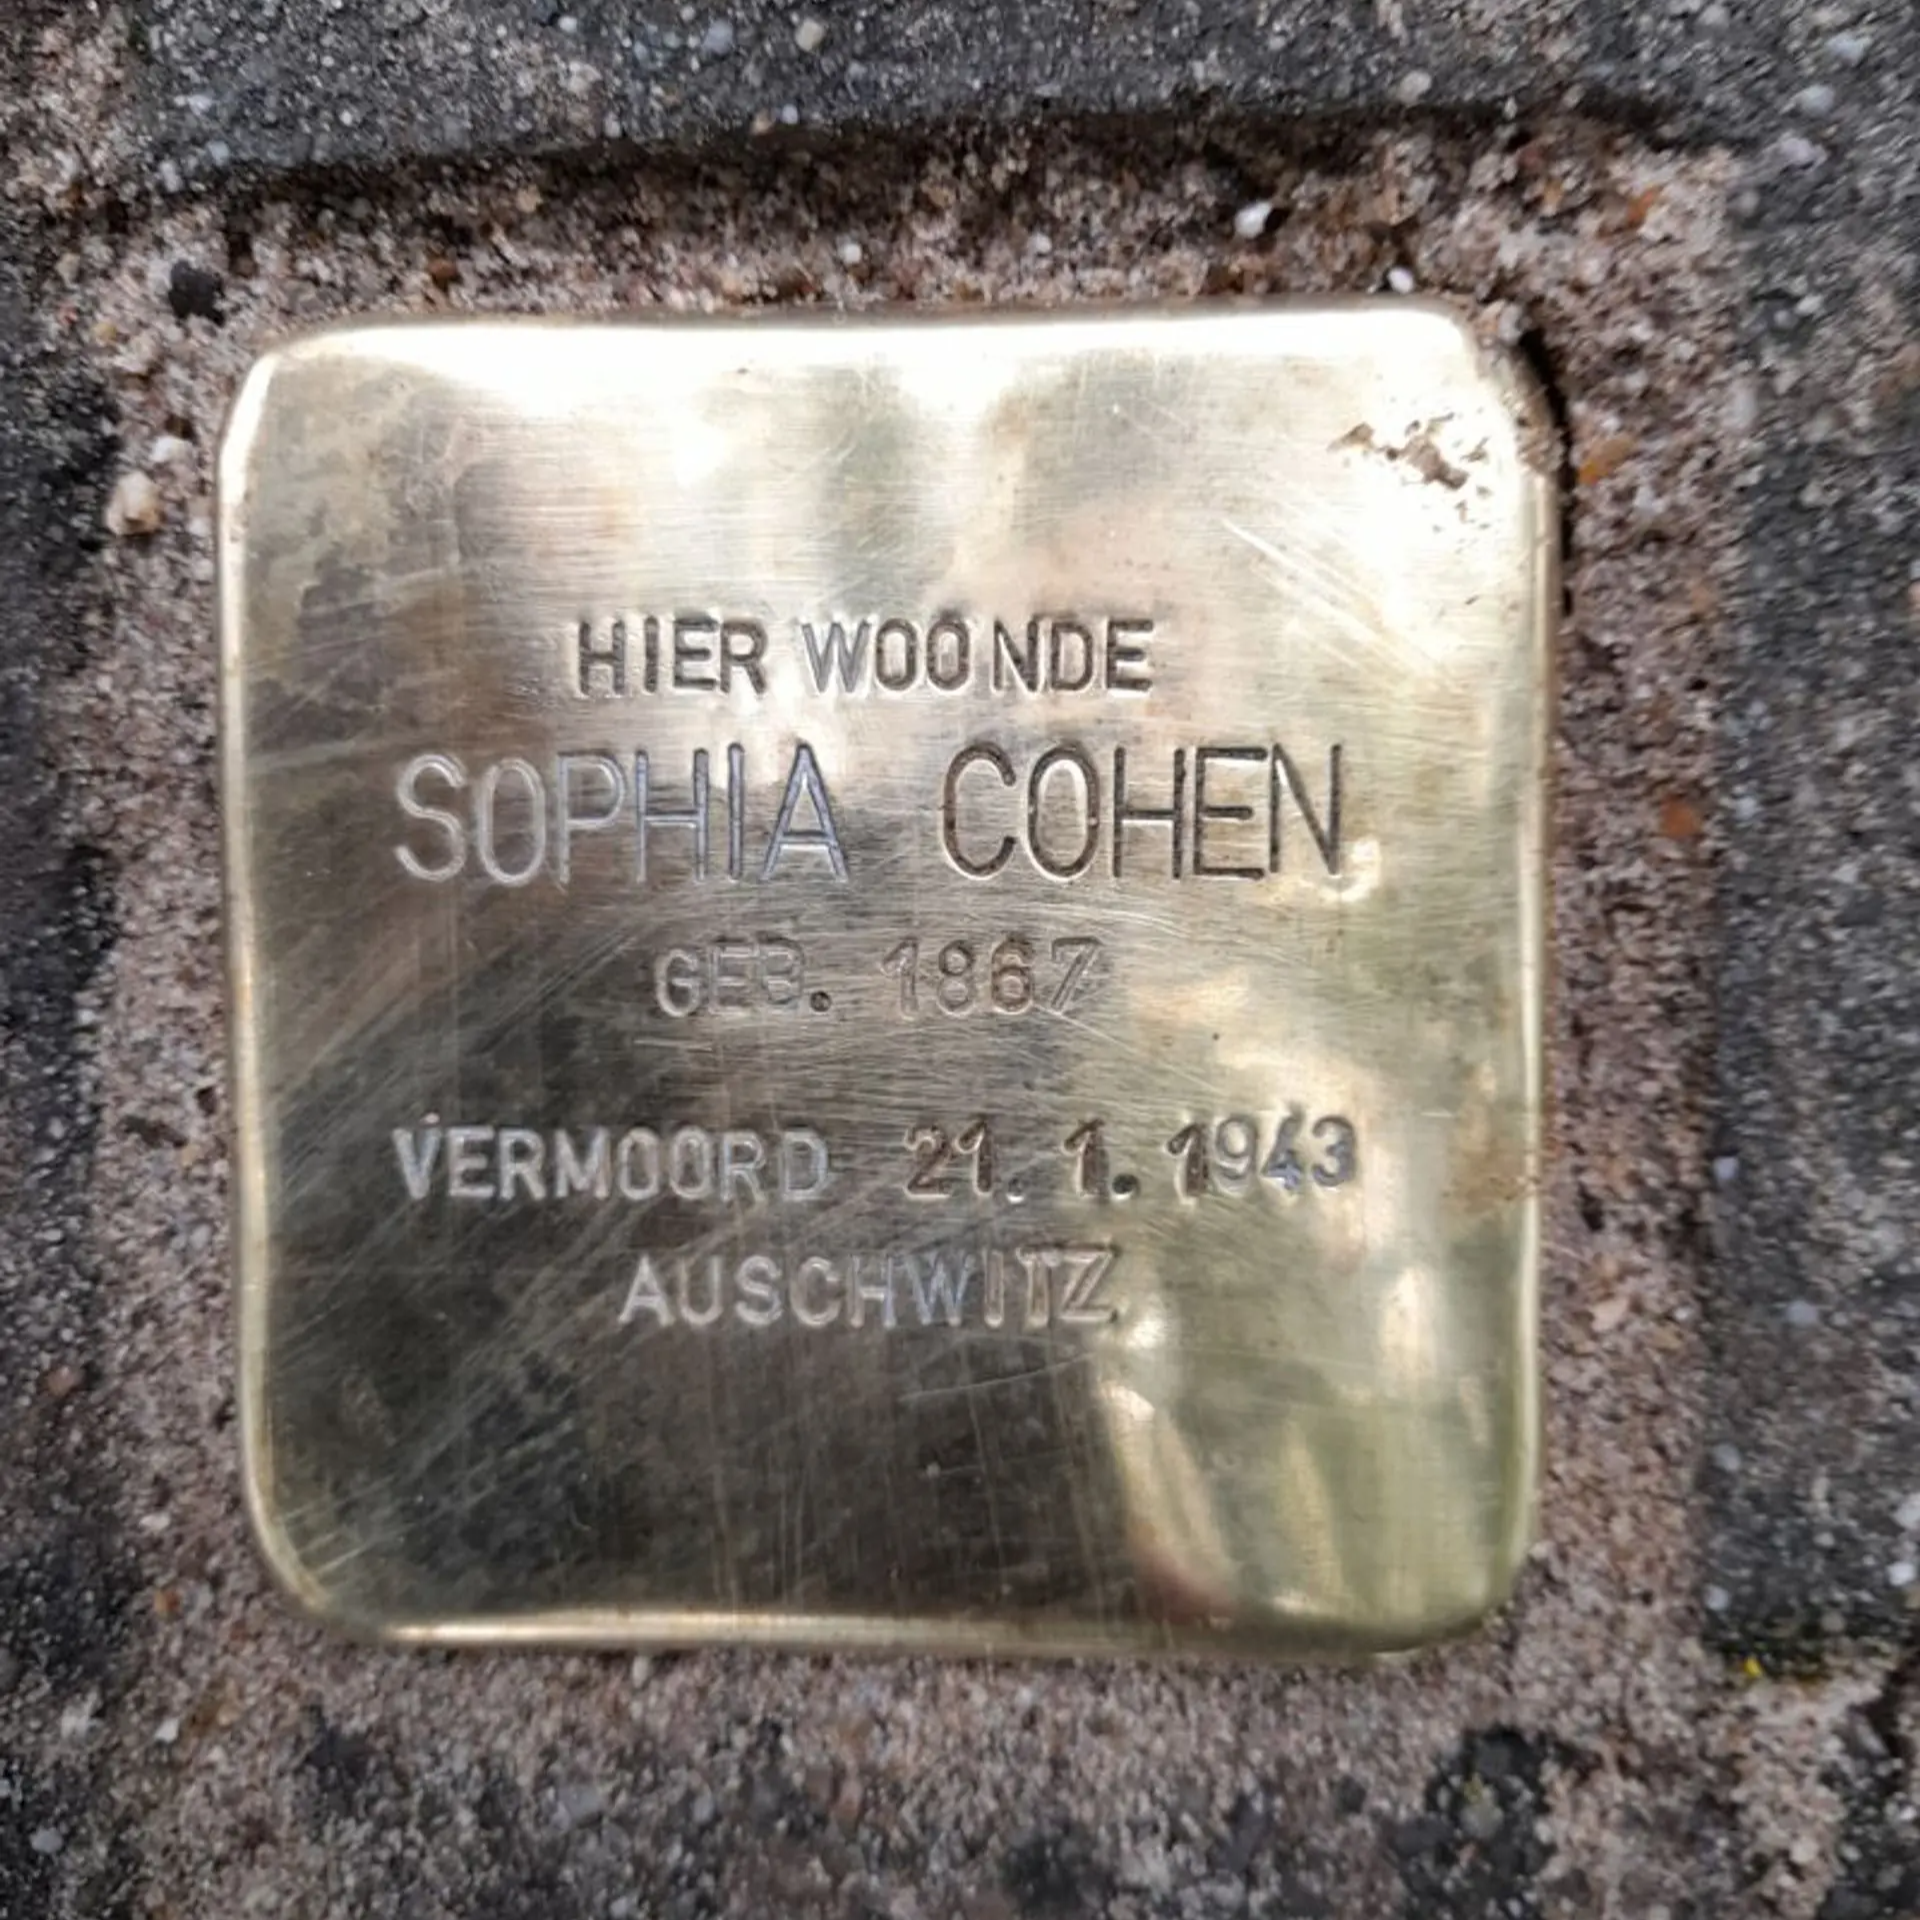 HIER WOONDE
SOPHIA COHEN
GEB. 1867
VERMOORD 21.1.1943
AUSCHWITZ